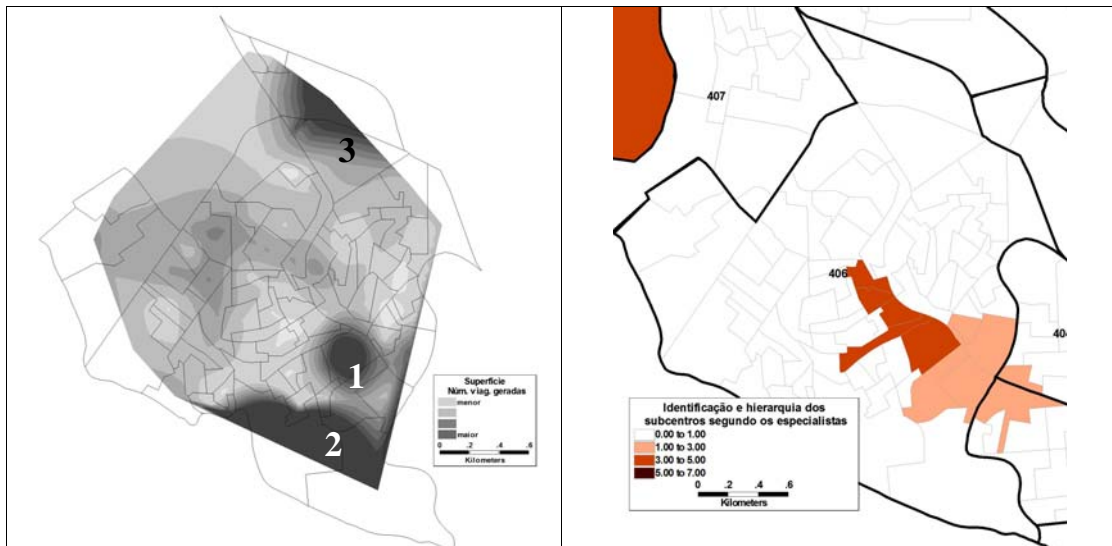 3
1
2
Superfície
Núm. viag. geradas
menor
maior
0 .2 .4 .6
Kilometers
407
406
404
Identificação e hierarquia dos
subcentros segundo os especialistas
0.00 to 1.00
1.00 to 3.00
3.00 to 5.00
5.00 to 7.00
0 .2 .4 .6
Kilometers